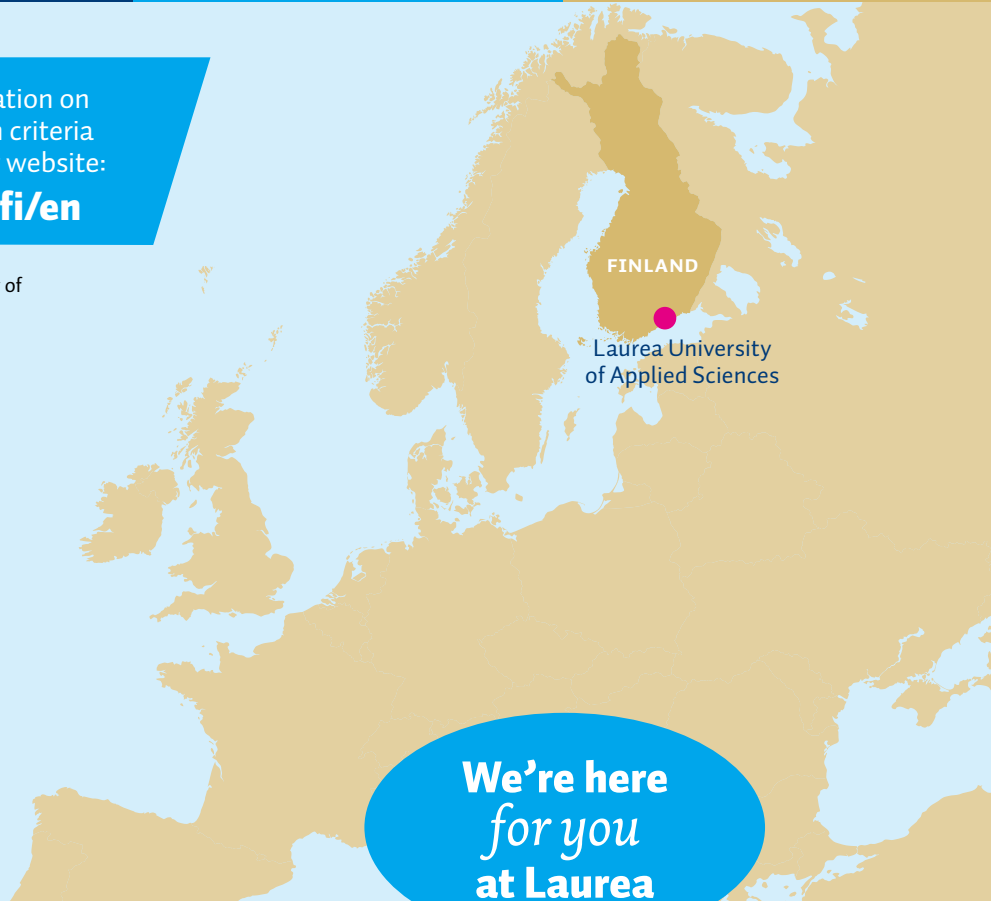 ation on
criteria
website:
fi/en
of
FINLAND
Laurea University
of Applied Sciences
We're here
for you
at Laurea